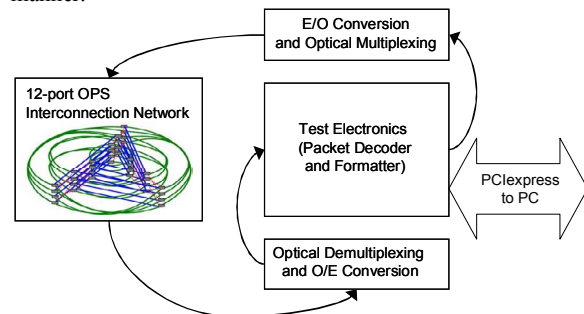 manner.
E/O Conversion
and Optical Multiplexing
12-port OPS
Interconnection Network
Test Electronics
(Packet Decoder
and Formatter)
PCIexpress
to PC
Optical Demultiplexing
and O/E Conversion